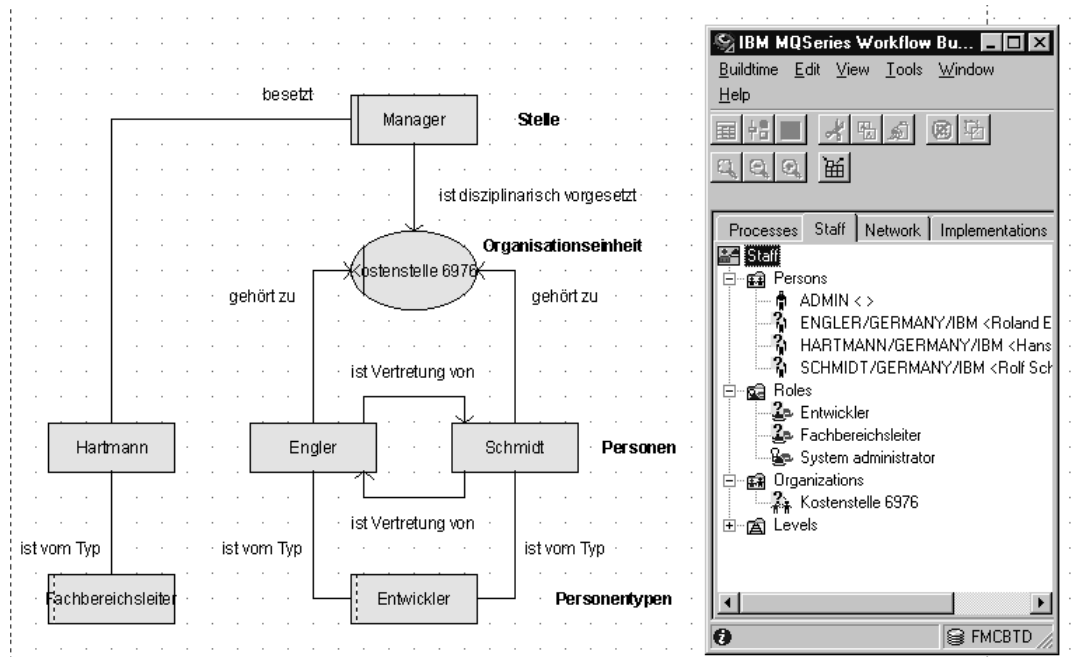 besetzt
Manager
Stelle
ist disziplinarisch vorgesetzt
Organisationseinheit
Kostenstelle 6976
gehört zu
gehört zu
ist Vertretung von
Hartmann
Engler
Schmidt
Personen
ist Vertretung von
ist vom Typ
ist vom Typ
ist vom Typ
Fachbereichsleiter
Entwickler
Personentypen
IBM MQSeries Workflow Bu...
Buildtime Edit View Tools Window
Help
Processes Staff Network Implementations
Staff
Persons
ADMIN < >
ENGLER/GERMANY/IBM <Roland E
HARTMANN/GERMANY/IBM <Hans
SCHMIDT/GERMANY/IBM <Rolf Sch
Roles
Entwickler
Fachbereichsleiter
System administrator
Organizations
Kostenstelle 6976
Levels
FMCBTD